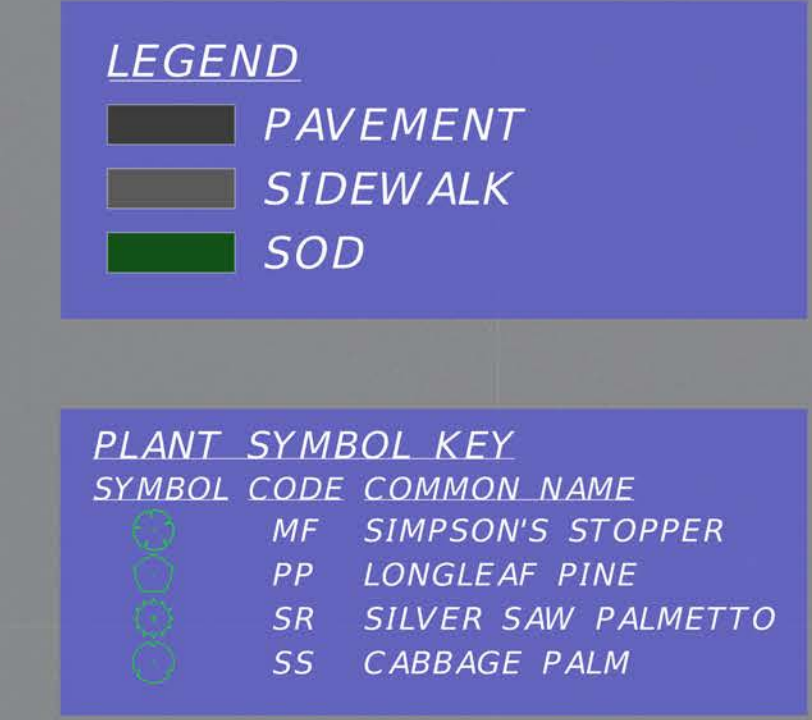 LEGEND
PAVEMENT
SIDEWALK
SOD
PLANT SYMBOL KEY
SYMBOL CODE COMMON NAME
MF SIMPSON'S STOPPER
PP LONGLEAF PINE
SR SILVER SAW PALMETTO
SS CABBAGE PALM